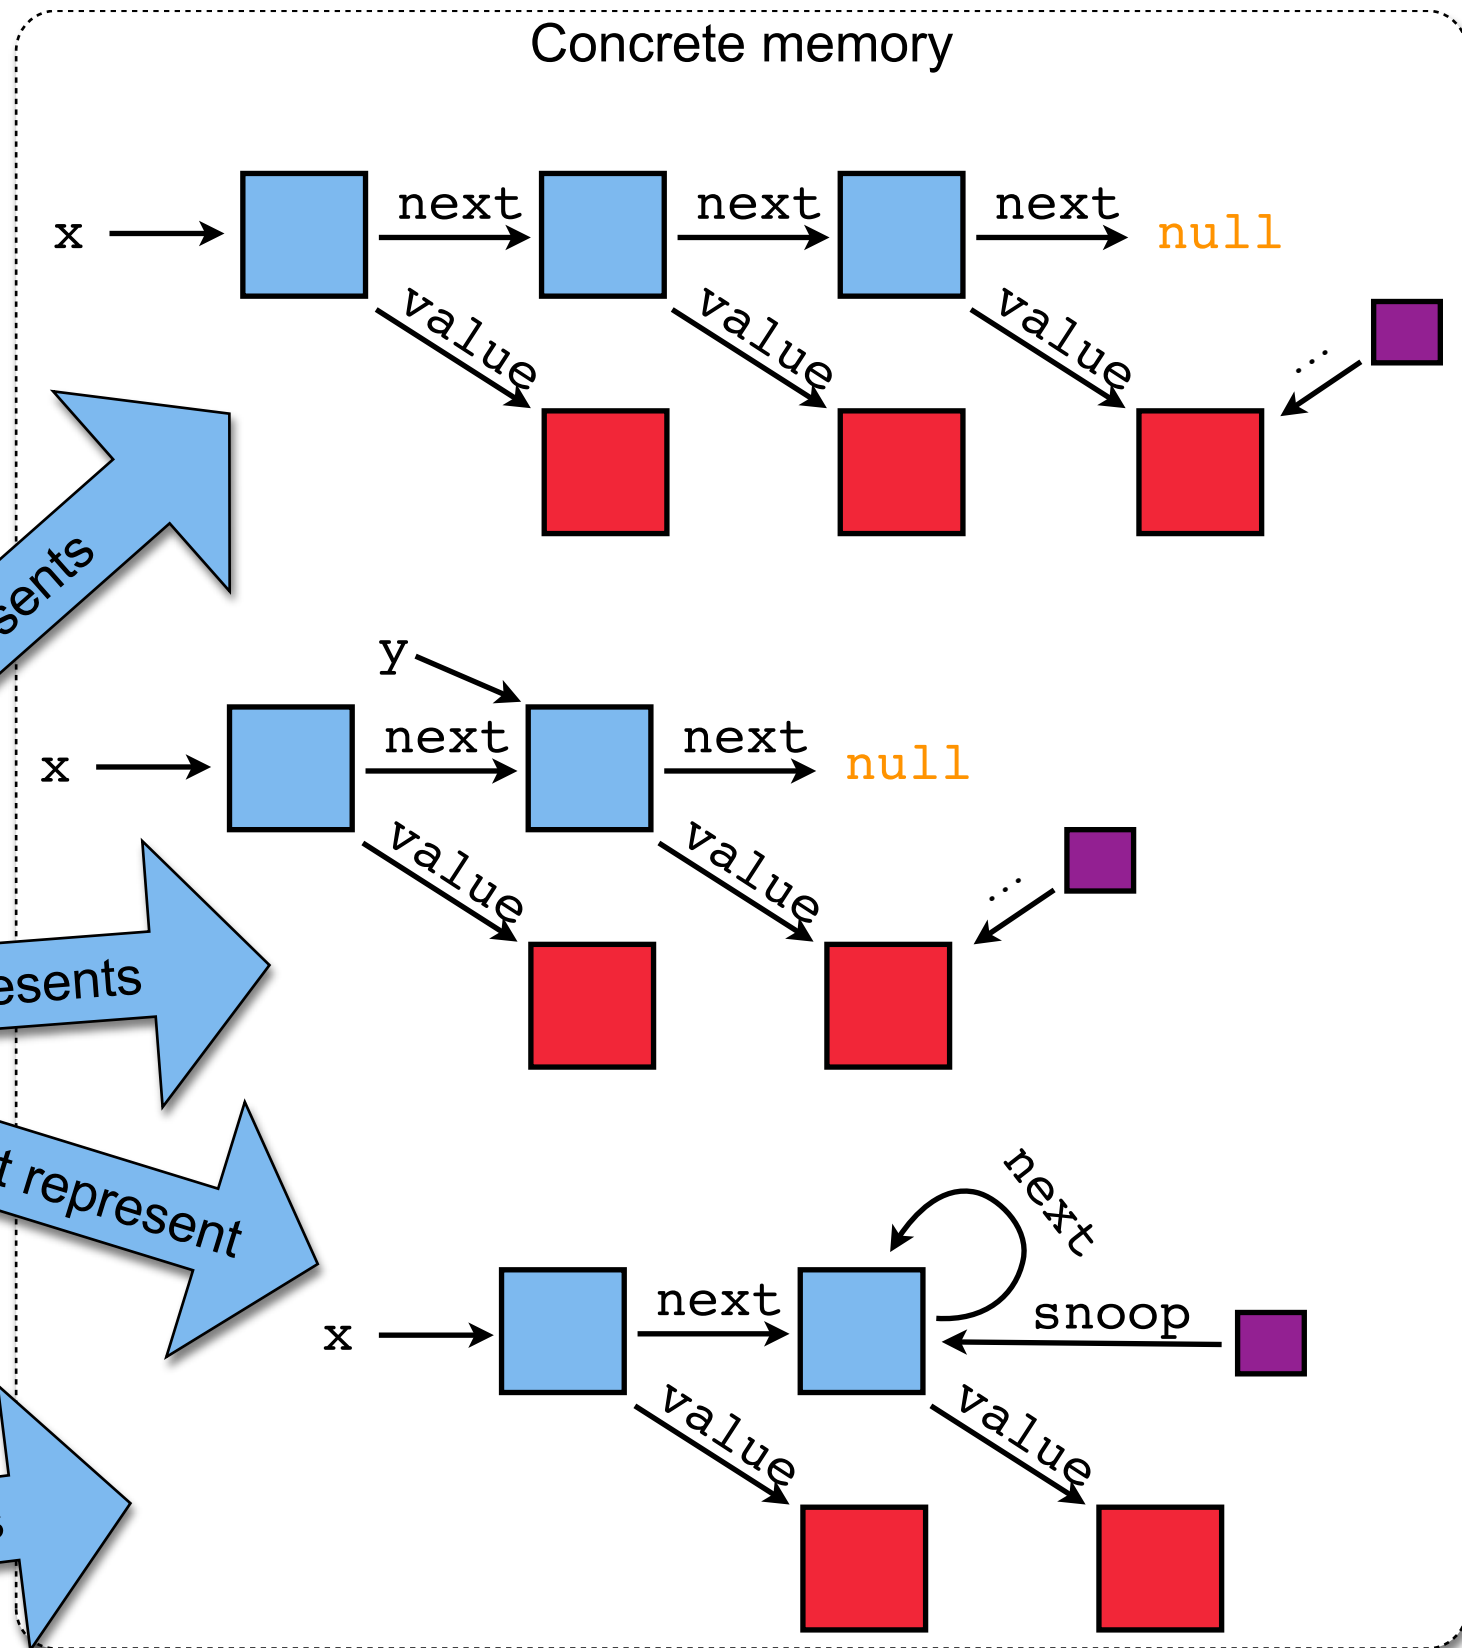 Concrete memory
x next next next null
value value value ...
sents
y
x next next null
value value ...
esents
t represent
next
x next snoop
value value
s